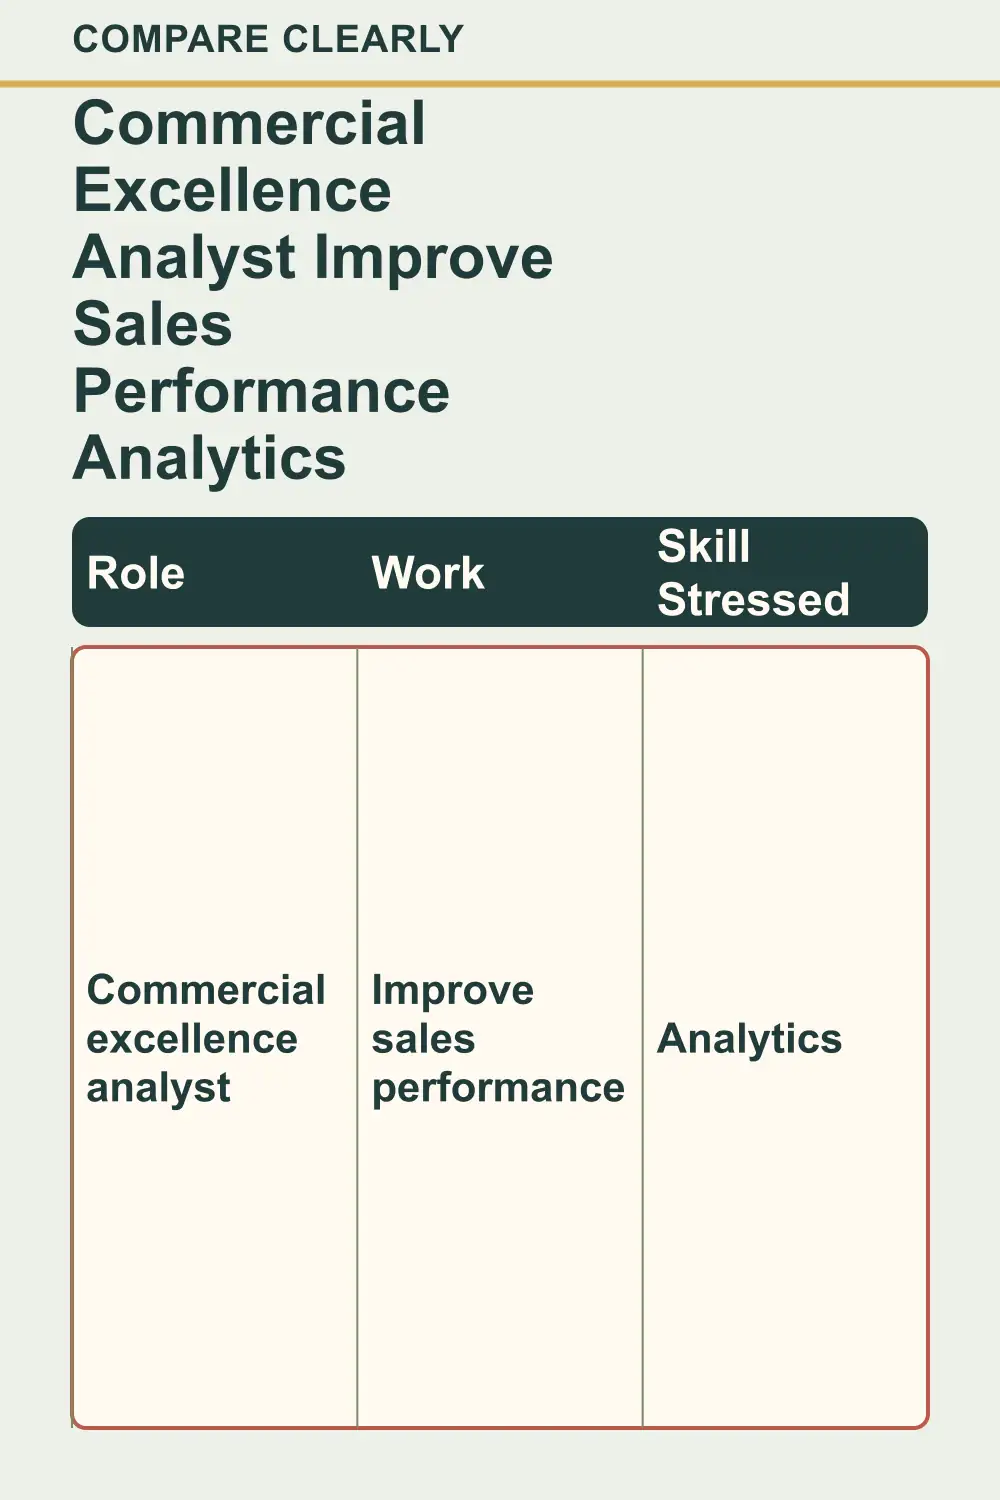 COMPARE CLEARLY
Commercial
Excellence
Analyst Improve
Sales
Performance
Analytics
Role
Work
Skill
Stressed
Commercial
excellence
analyst
Improve
sales
performance
Analytics